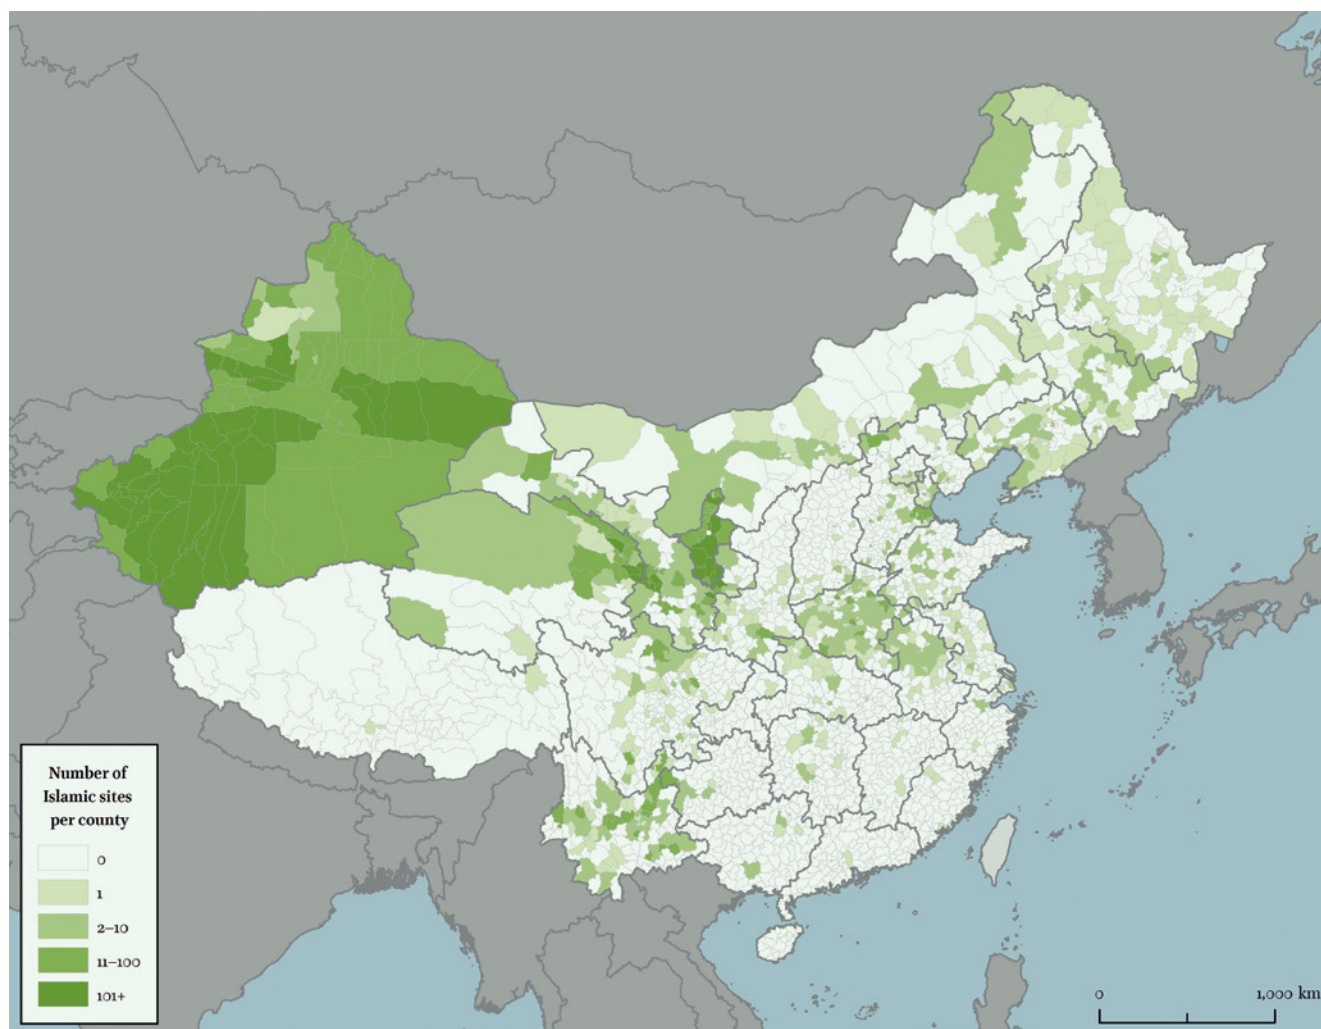 Number of
Islamic sites
per county
0
1
2–10
11–100
101+
0 1,000 km